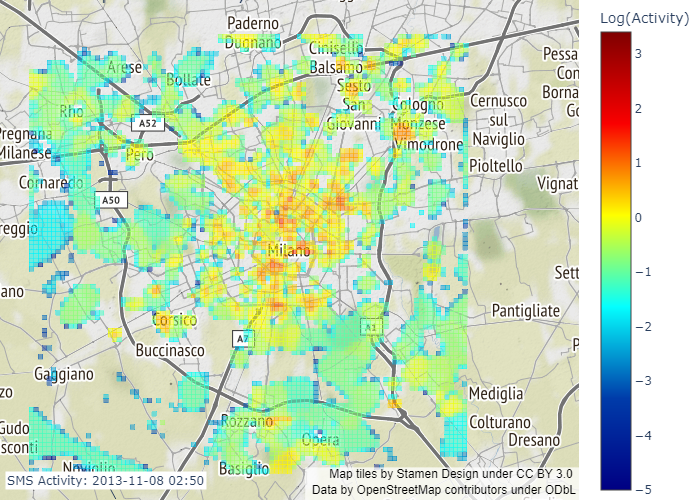 Log(Activity)
3
2
1
0
−1
−2
−3
−4
−5
Paderno
Dugnano
Cinisello
Balsamo
Arese
Bollate
Sesto
San
Giovanni
Pessa
Con
Borna
Go
Rho
A52
Cologno
Monzese
Cernusco
sul
Naviglio
Pregnana
Milanese
Pero
Vimodrone
Pioltello
Cornaredo
A50
Vignat
reggio
Milano
Sett
ano
Corsico
Pantigliate
A7
A1
P
Buccinasco
Gaggiano
zo
Mediglia
Rozzano
Colturano
Gudo
sconti
Opera
Dresano
Noviglio
Basiglio
SMS Activity: 2013-11-08 02:50
Map tiles by Stamen Design under CC BY 3.0
Data by OpenStreetMap contributors under ODbL